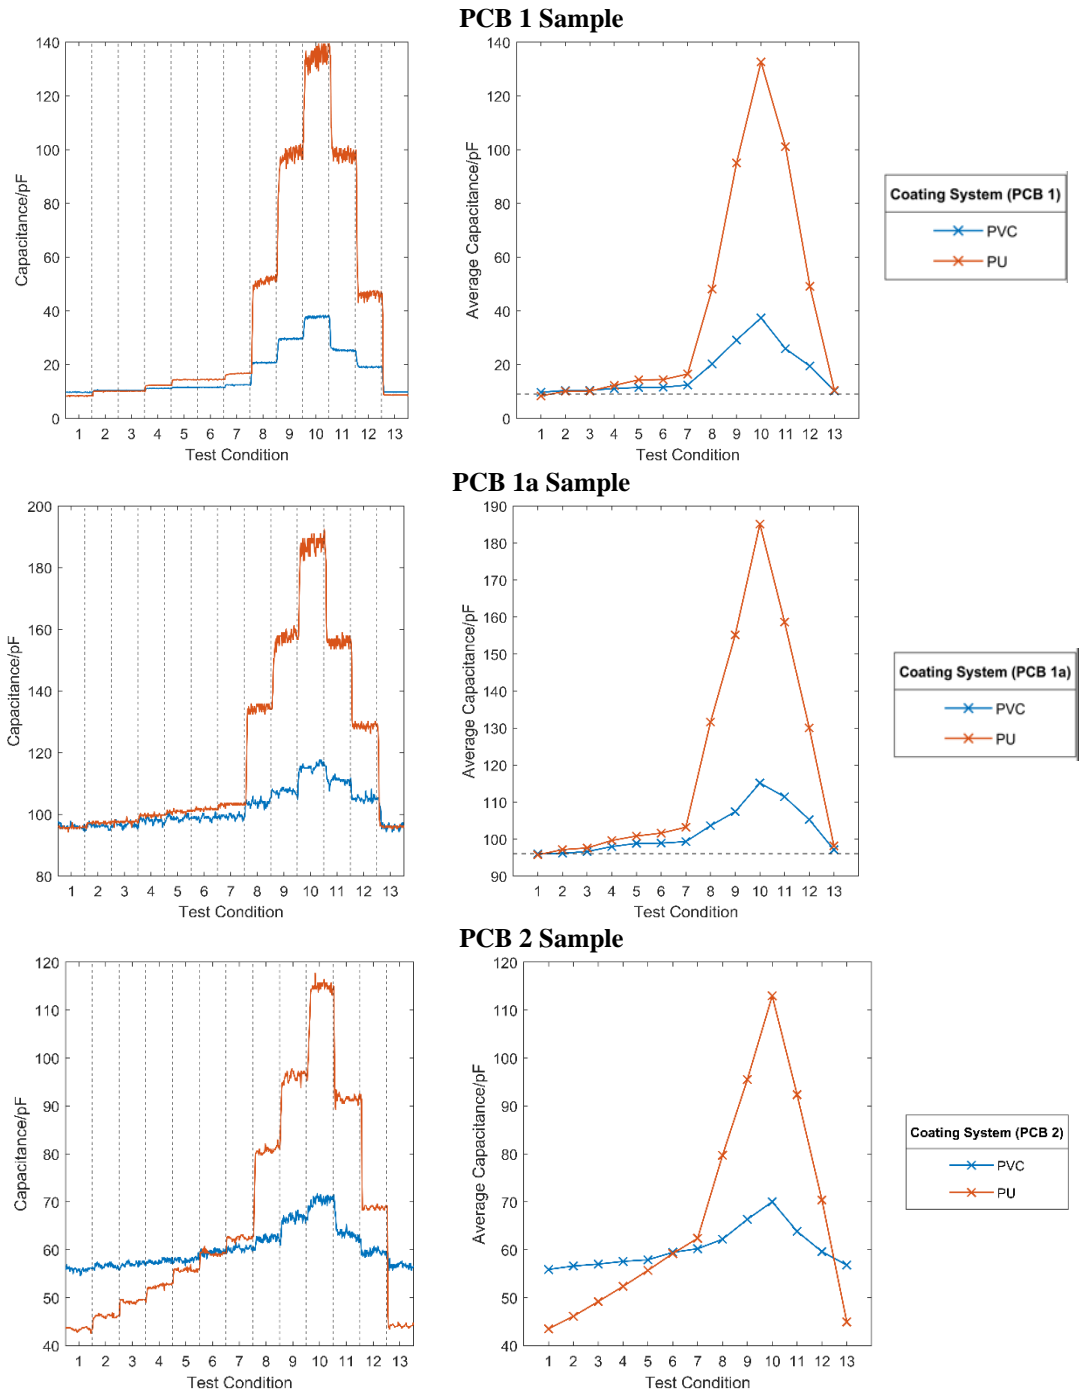 PCB 1 Sample
140
120
100
80
60
40
20
0
Capacitance/pF
1 2 3 4 5 6 7 8 9 10 11 12 13
Test Condition
140
120
100
80
60
40
20
0
Average Capacitance/pF
1 2 3 4 5 6 7 8 9 10 11 12 13
Test Condition
Coating System (PCB 1)
PVC
PU
PCB 1a Sample
200
180
160
140
120
100
80
Capacitance/pF
1 2 3 4 5 6 7 8 9 10 11 12 13
Test Condition
190
180
170
160
150
140
130
120
110
100
90
Average Capacitance/pF
1 2 3 4 5 6 7 8 9 10 11 12 13
Test Condition
Coating System (PCB 1a)
PVC
PU
PCB 2 Sample
120
110
100
90
80
70
60
50
40
Capacitance/pF
1 2 3 4 5 6 7 8 9 10 11 12 13
Test Condition
120
110
100
90
80
70
60
50
40
Average Capacitance/pF
1 2 3 4 5 6 7 8 9 10 11 12 13
Test Condition
Coating System (PCB 2)
PVC
PU